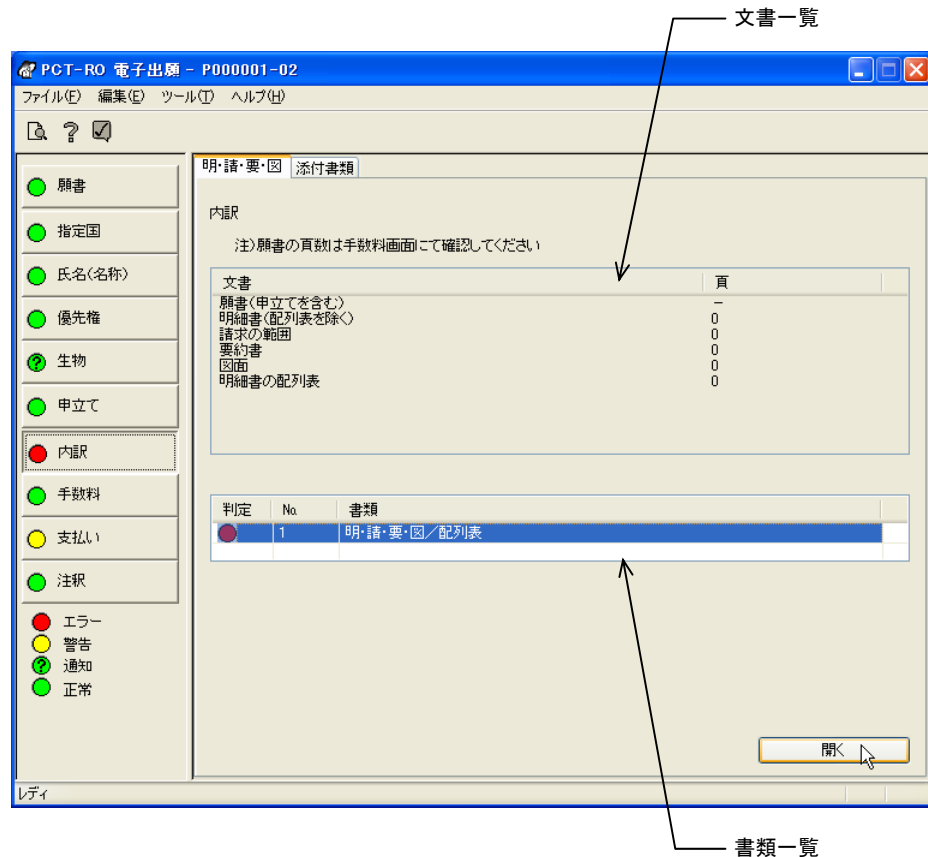 文書一覧
PCT-RO 電子出願 - P000001-02
ファイル(F) 編集(E) ツール(T) ヘルプ(H)
明・請・要・図 添付書類
願書
指定国
氏名(名称)
優先権
生物
申立て
内訳
手数料
支払い
注釈
エラー
警告
通知
正常
内訳
注)願書の頁数は手数料画面にて確認してください
文書 頁
願書(申立てを含む) −
明細書(配列表を除く) 0
請求の範囲 0
要約書 0
図面 0
明細書の配列表 0
判定 No. 書類
1 明・請・要・図/配列表
開く
レディ
書類一覧